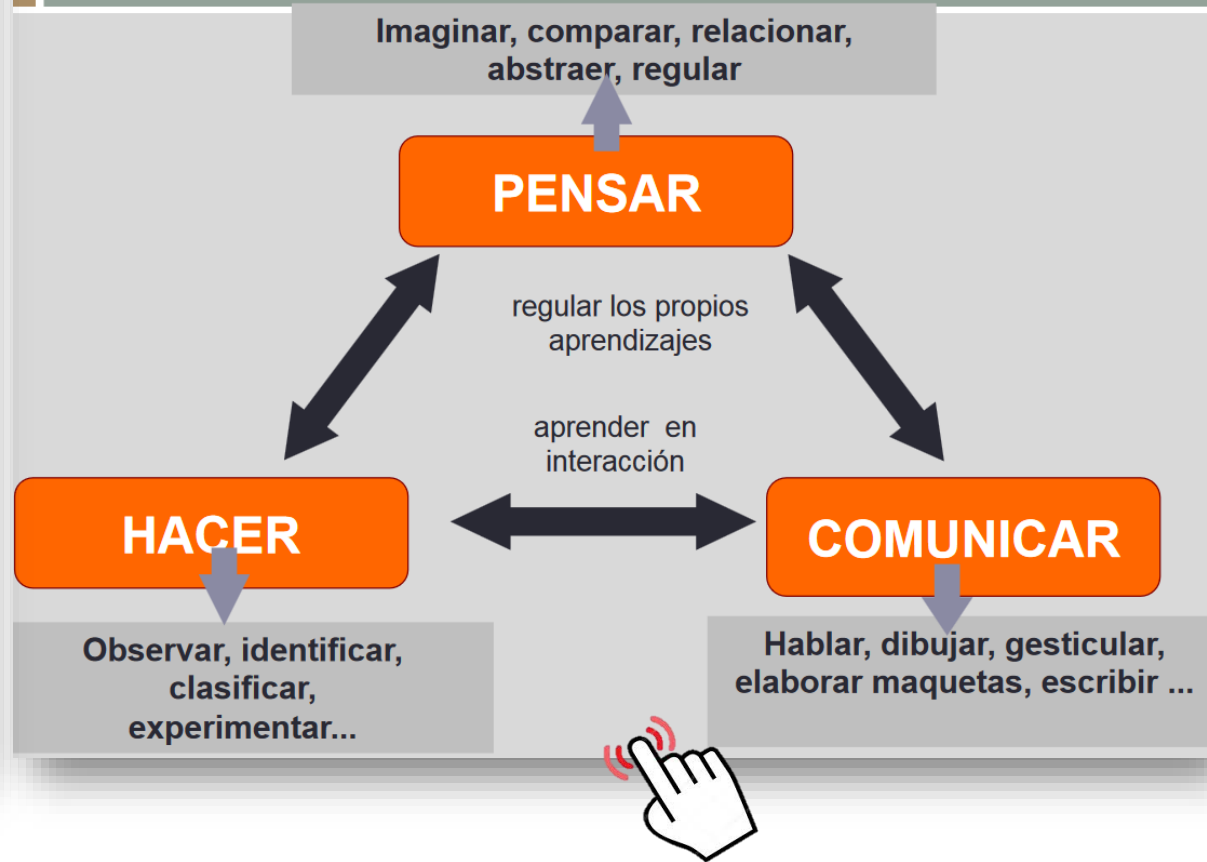 Imaginar, comparar, relacionar,
abstraer, regular
PENSAR
regular los propios
aprendizajes
aprender en
interacción
HACER
COMUNICAR
Observar, identificar,
clasificar,
experimentar...
Hablar, dibujar, gesticular,
elaborar maquetas, escribir ...